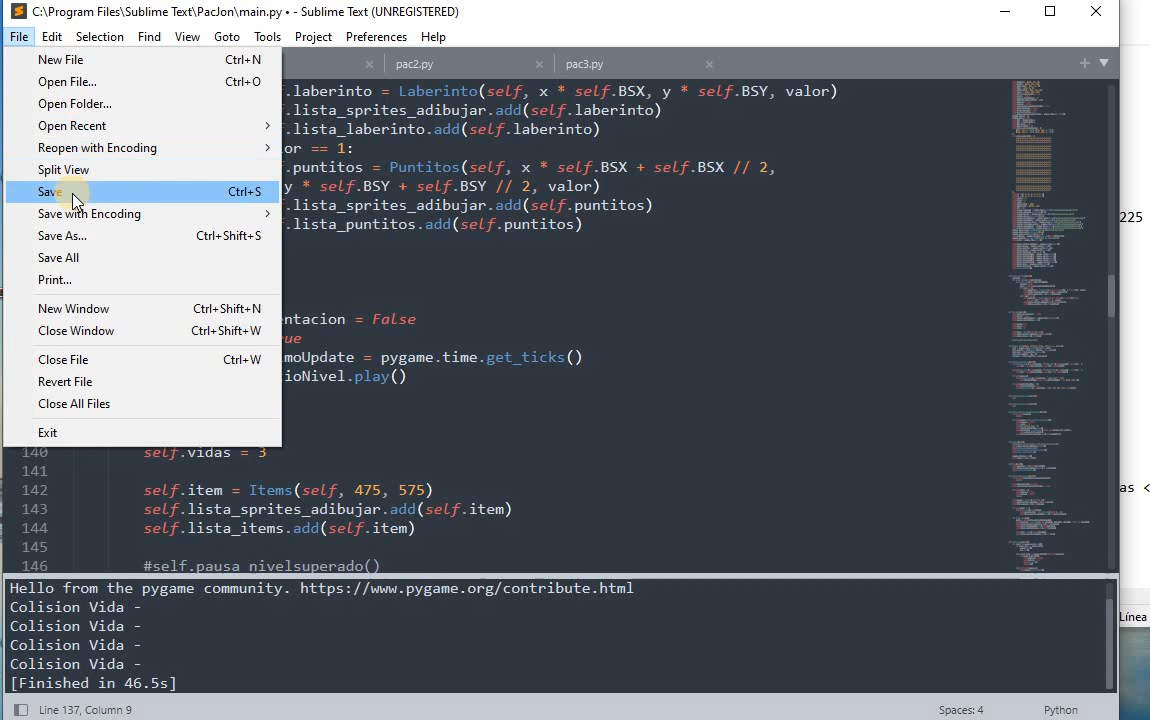 C:\Program Files\Sublime Text\PacJon\main.py • - Sublime Text (UNREGISTERED)
File Edit Selection Find View Goto Tools Project Preferences Help
New File Ctrl+N
Open File... Ctrl+O
Open Folder...
Open Recent
Reopen with Encoding
Split View
Save Ctrl+S
Save with Encoding
Save As... Ctrl+Shift+S
Save All
Print...
New Window Ctrl+Shift+N
Close Window Ctrl+Shift+W
Close File Ctrl+W
Revert File
Close All Files
Exit
pac2.py pac3.py
.laberinto = Laberinto(self, x * self.BSX, y * self.BSY, valor)
.lista_sprites_adibujar.add(self.laberinto)
.lista_laberinto.add(self.laberinto)
or == 1:
.puntitos = Puntitos(self, x * self.BSX + self.BSX // 2,
y * self.BSY + self.BSY // 2, valor)
.lista_sprites_adibujar.add(self.puntitos)
.lista_puntitos.add(self.puntitos)
ntacion = False
ue
moUpdate = pygame.time.get_ticks()
ioNivel.play()
140 self.vidas = 3
141
142 self.item = Items(self, 475, 575)
143 self.lista_sprites_adibujar.add(self.item)
144 self.lista_items.add(self.item)
145
146 #self.pausa_nivelsuperado()
Hello from the pygame community. https://www.pygame.org/contribute.html
Colision Vida -
Colision Vida -
Colision Vida -
Colision Vida -
[Finished in 46.5s]
Line 137, Column 9 Spaces: 4 Python
225
as <
Línea